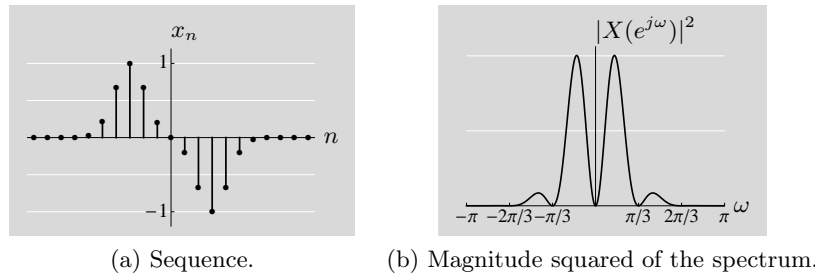 x_n
1
n
−1
|X(e^{jω})|^2
−π −2π/3 −π/3 π/3 2π/3 π ω
(a) Sequence.
(b) Magnitude squared of the spectrum.